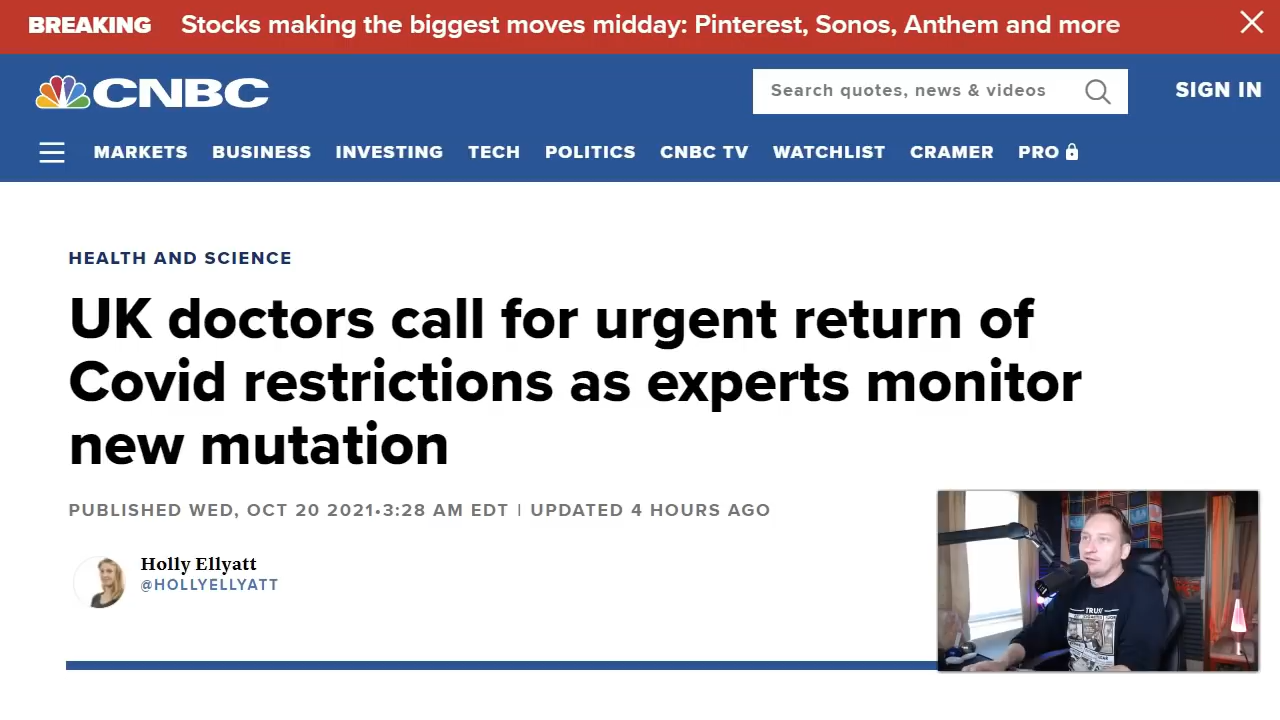 BREAKING Stocks making the biggest moves midday: Pinterest, Sonos, Anthem and more
CNBC
Search quotes, news & videos
SIGN IN
MARKETS BUSINESS INVESTING TECH POLITICS CNBC TV WATCHLIST CRAMER PRO
HEALTH AND SCIENCE
UK doctors call for urgent return of
Covid restrictions as experts monitor
new mutation
PUBLISHED WED, OCT 20 2021•3:28 AM EDT | UPDATED 4 HOURS AGO
Holly Ellyatt
@HOLLYELLYATT
TRUST